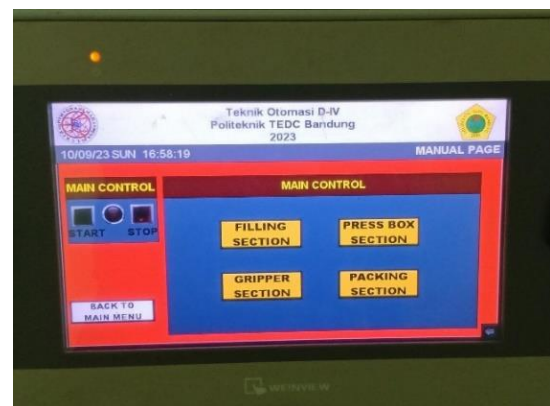 Teknik Otomasi D-IV
Politeknik TEDC Bandung
2023
10/09/23 SUN 16:58:19
MANUAL PAGE
MAIN CONTROL
START STOP
BACK TO
MAIN MENU
MAIN CONTROL
FILLING
SECTION
PRESS BOX
SECTION
GRIPPER
SECTION
PACKING
SECTION
WEINVIEW